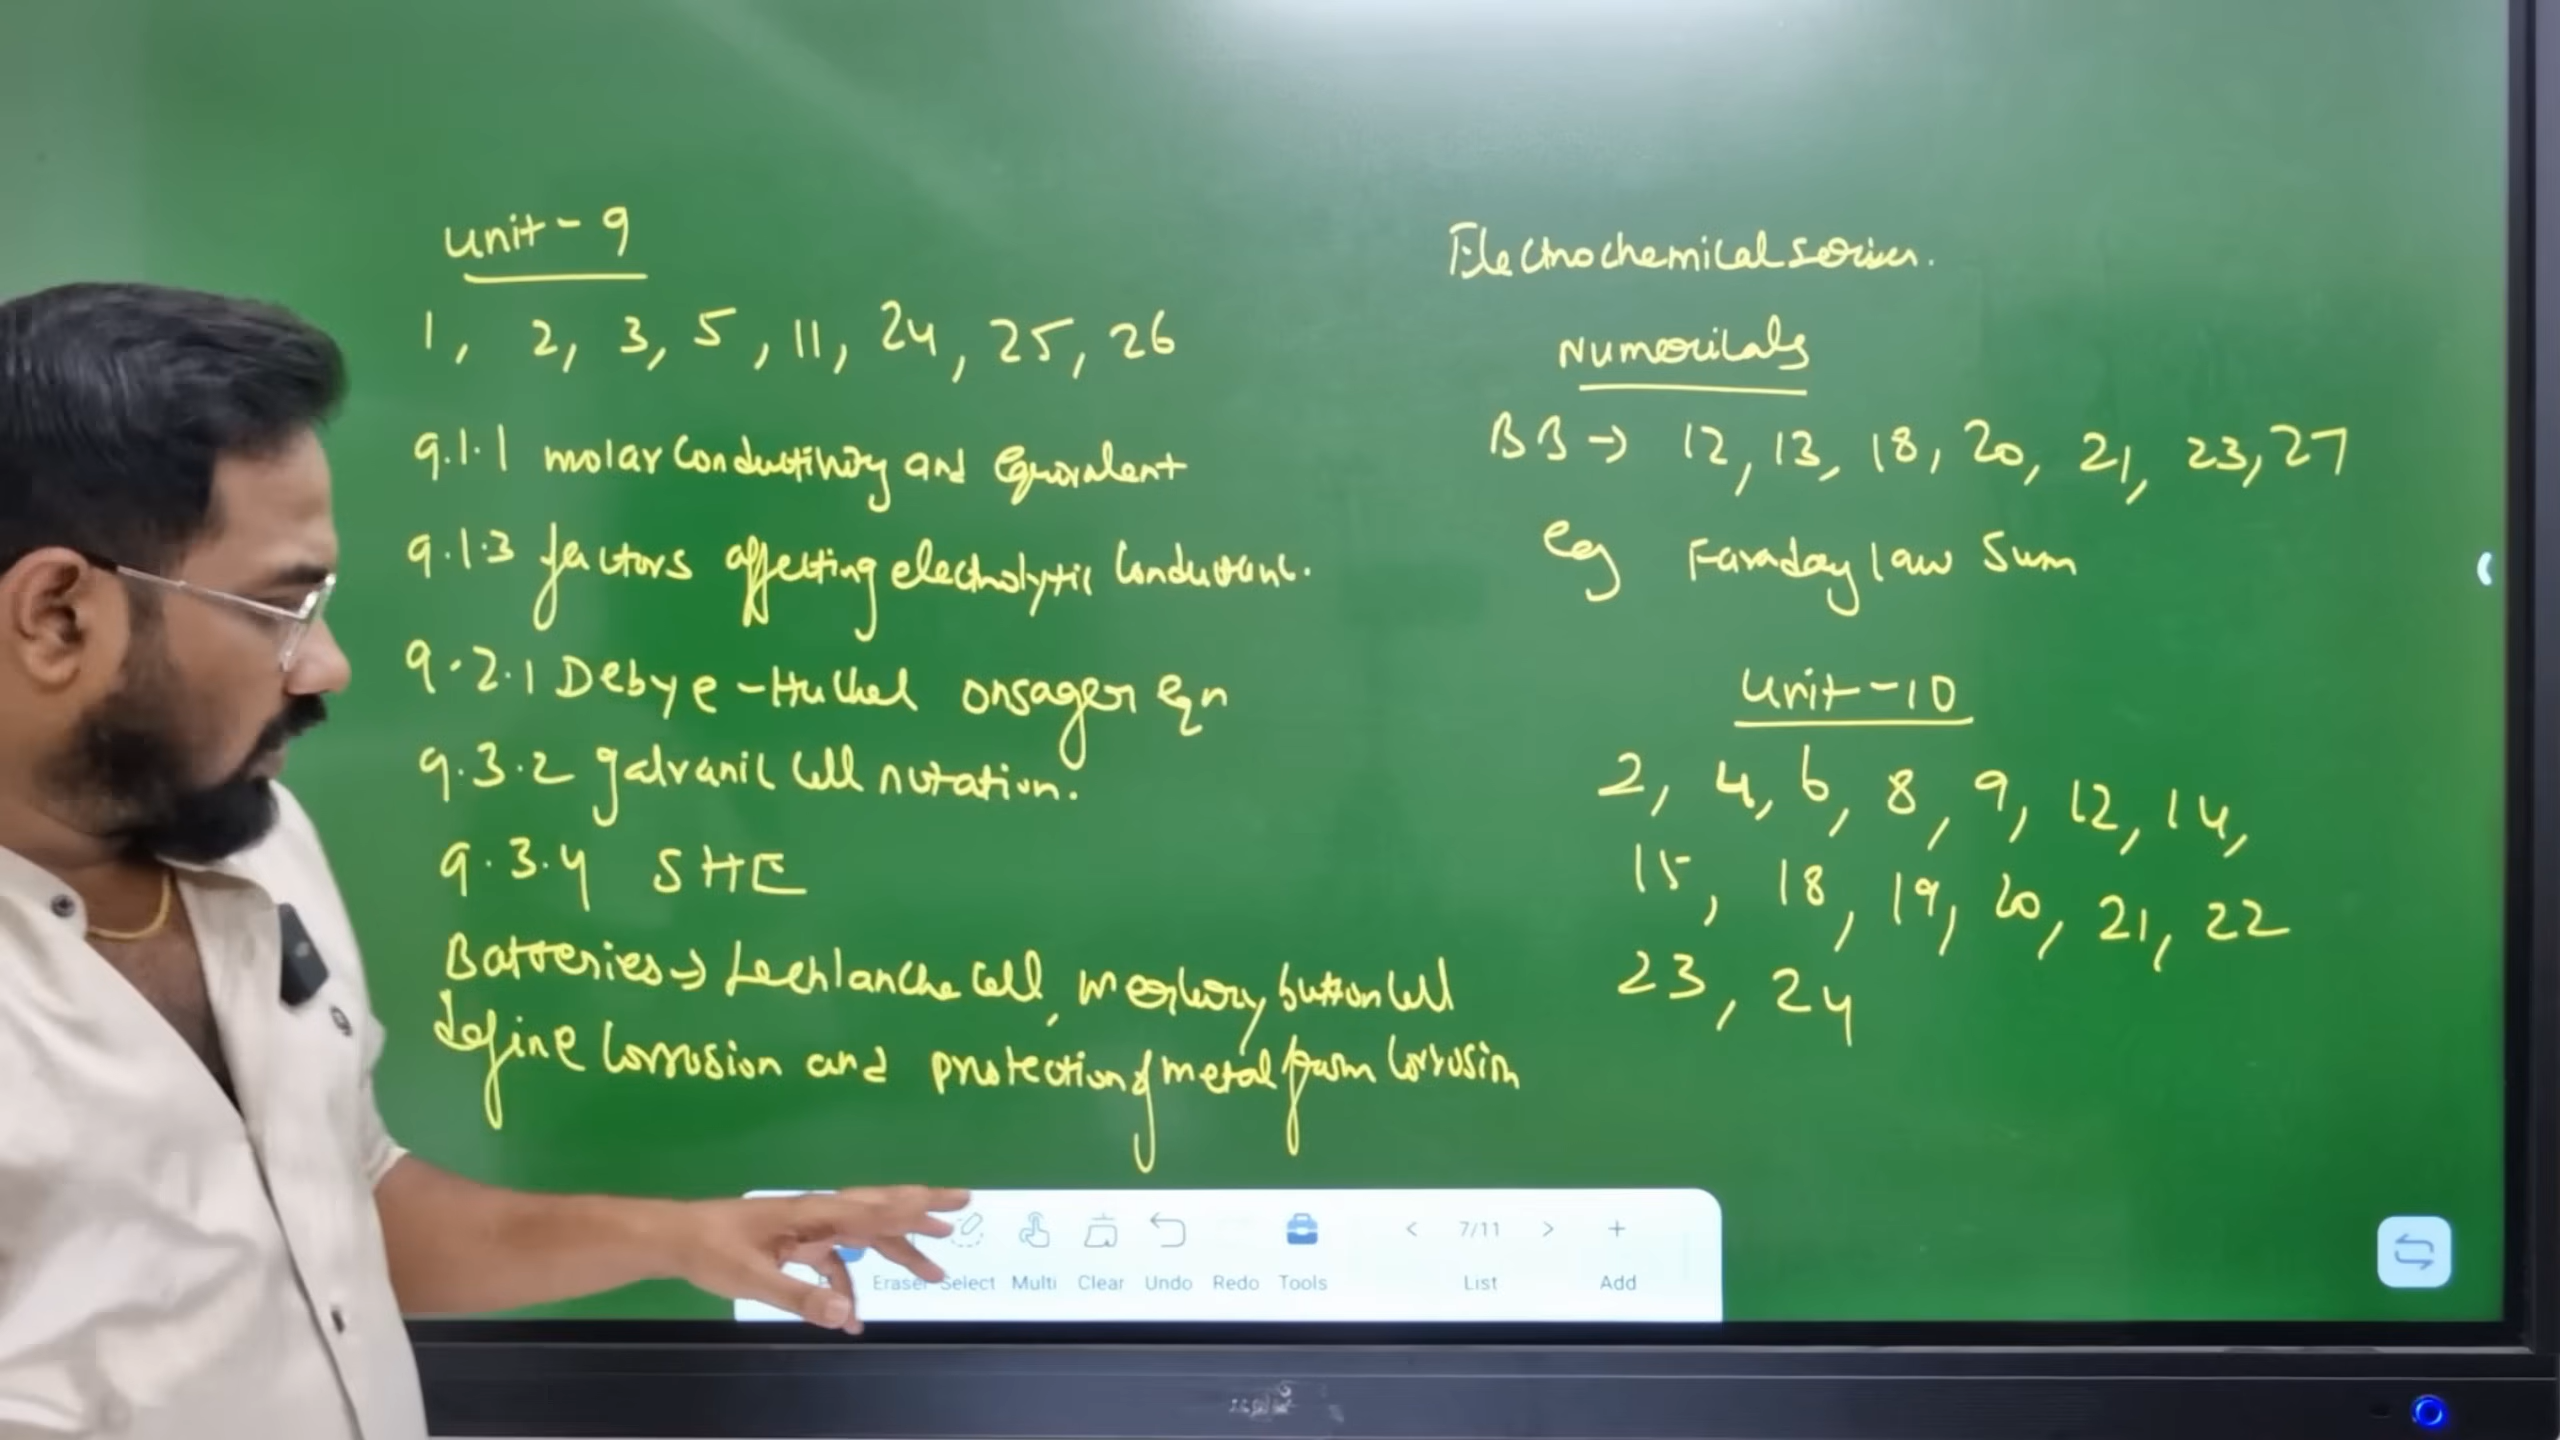 Unit - 9
1, 2, 3, 5, 11, 24, 25, 26
9.1.1 molar Conductivity and Equivalent
9.1.3 factors affecting electrolytic Conductance.
9.2.1 Debye - Huckel onsager Eqn
9.3.2 galvanic cell notation.
9.3.4 SHE
Batteries → Lechlanche Cell, mercury button cell
define Corrosion and protection of metal from Corrosion
Electrochemical series.
Numericals
BB → 12, 13, 18, 20, 21, 23, 27
eg Faraday law Sum
Unit - 10
2, 4, 6, 8, 9, 12, 14,
15, 18, 19, 20, 21, 22
23, 24
Eraser Select Multi Clear Undo Redo Tools
< 7/11 > +
List Add